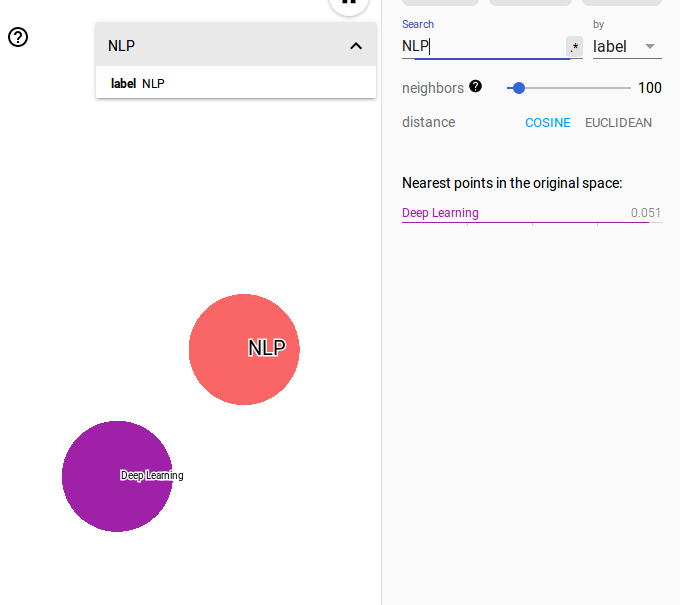 NLP
label NLP
NLP
Deep Learning
Search
by
NLP
.*
label
neighbors
100
distance
COSINE
EUCLIDEAN
Nearest points in the original space:
Deep Learning
0.051